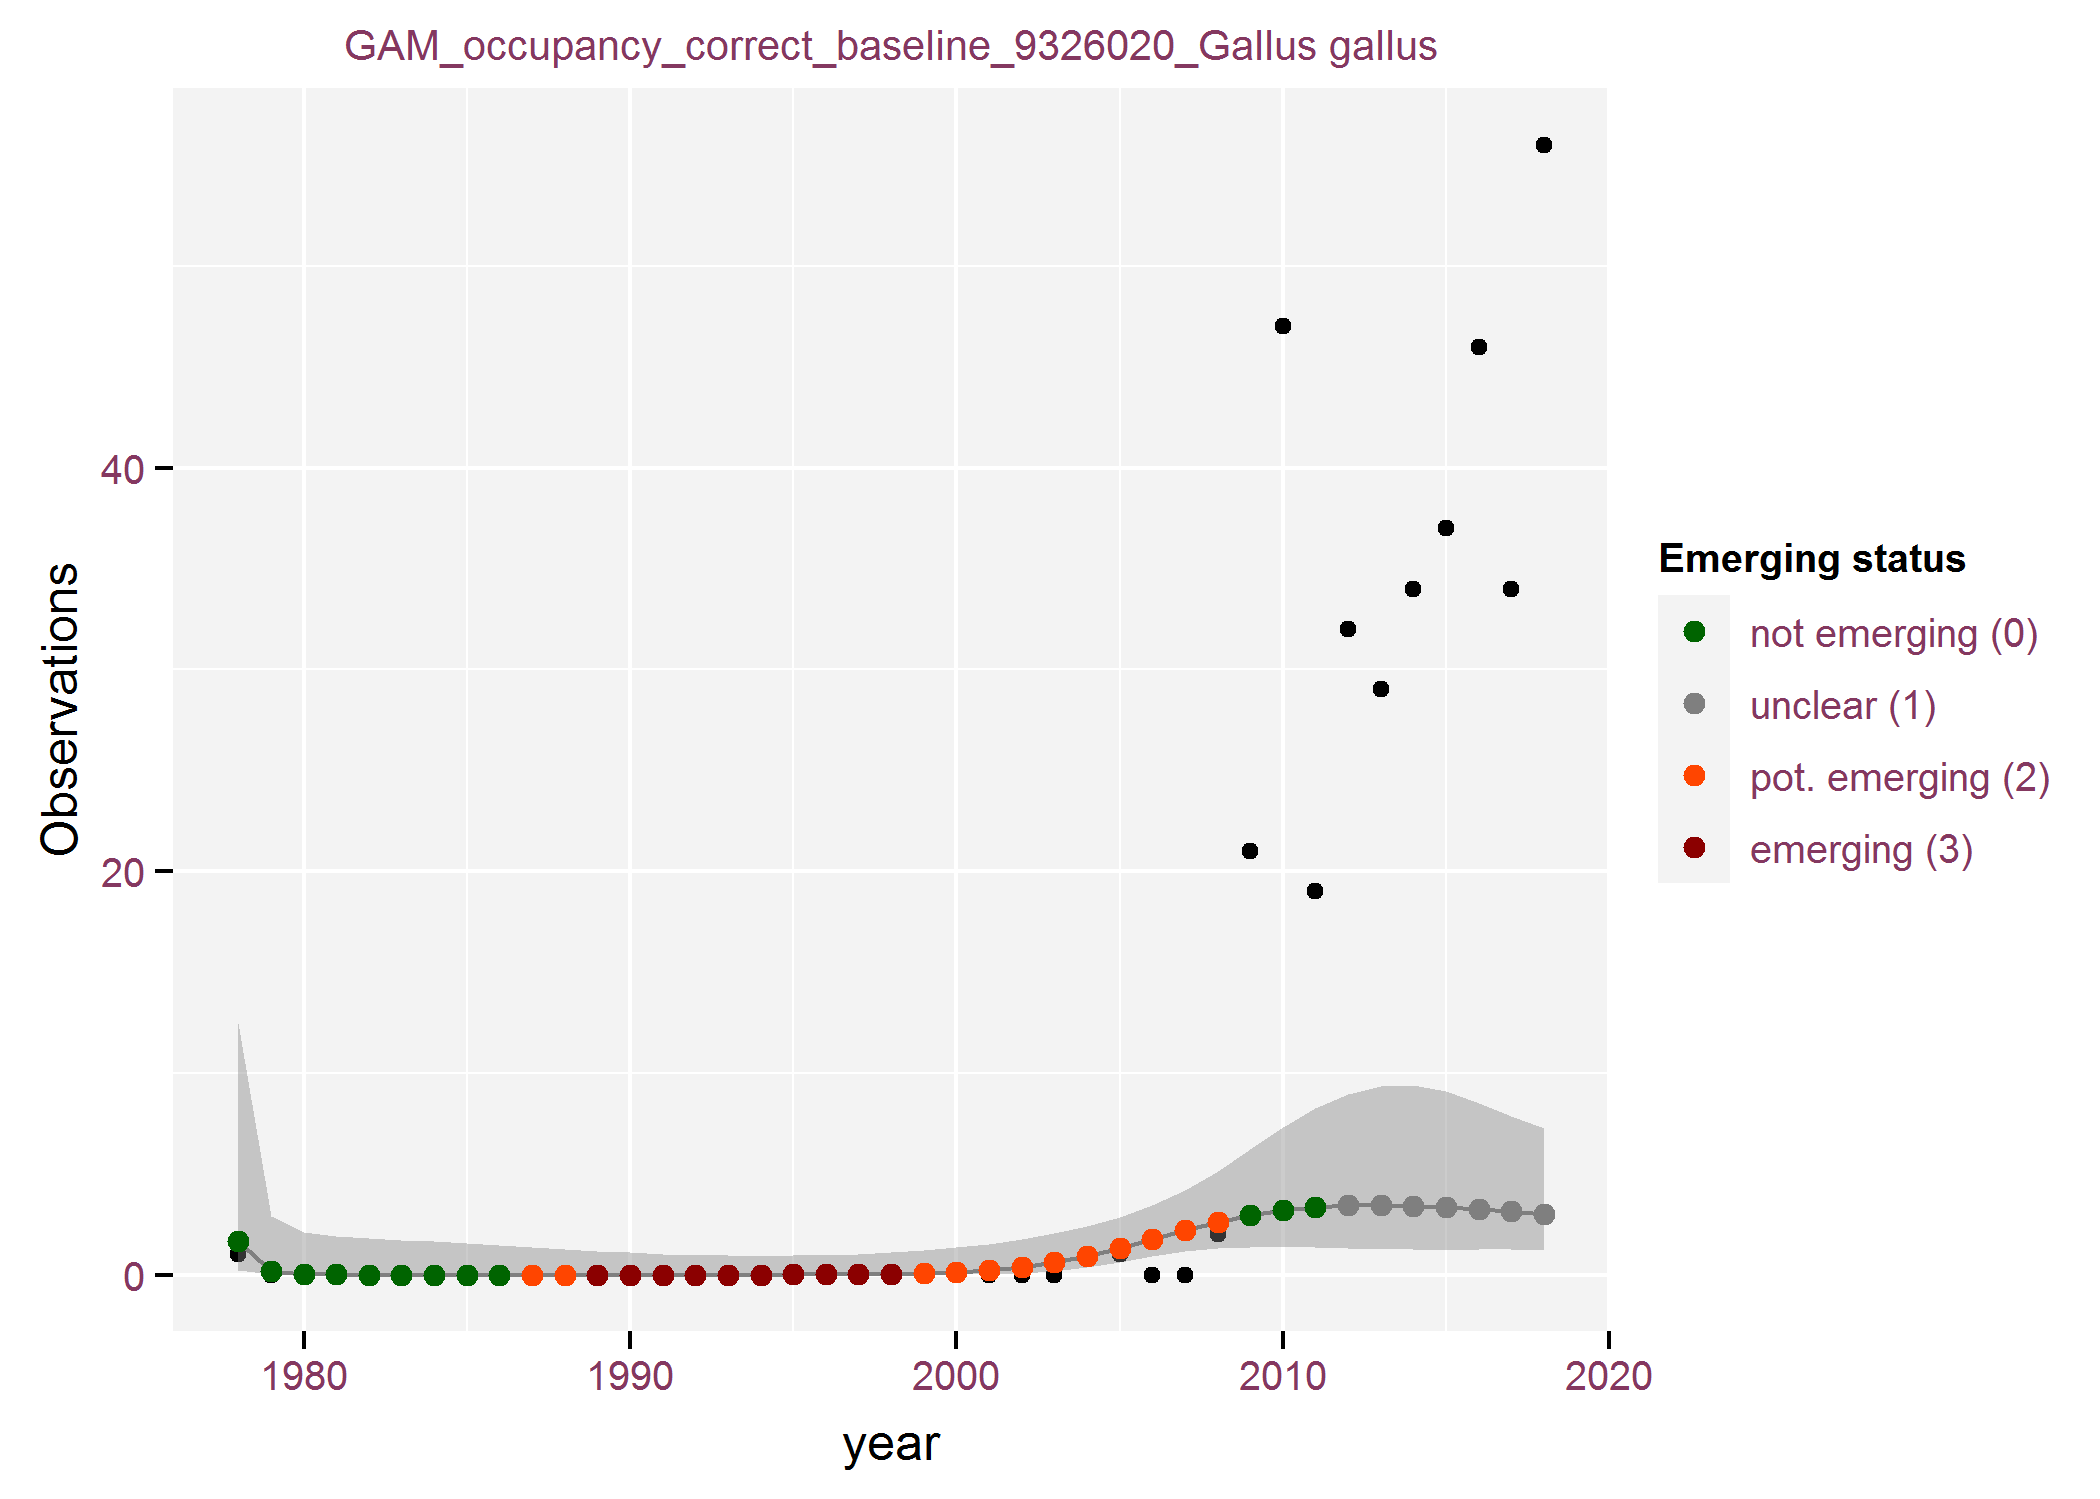 GAM_occupancy_correct_baseline_9326020_Gallus gallus
Observations
40
20
0
1980
1990
2000
2010
2020
year
Emerging status
not emerging (0)
unclear (1)
pot. emerging (2)
emerging (3)